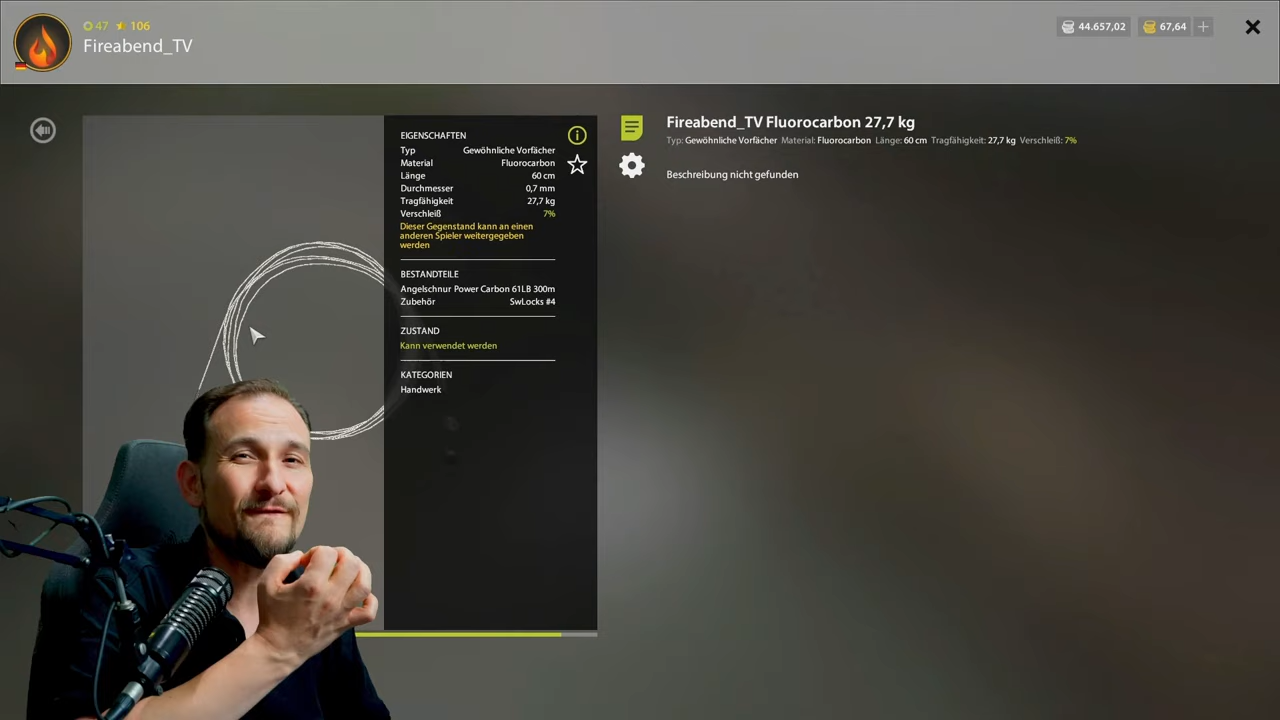 47 106
Fireabend_TV
44.657,02
67,64
EIGENSCHAFTEN
Typ Gewöhnliche Vorfächer
Material Fluorocarbon
Länge 60 cm
Durchmesser 0,7 mm
Tragfähigkeit 27,7 kg
Verschleiß 7%
Dieser Gegenstand kann an einen
anderen Spieler weitergegeben
werden
BESTANDTEILE
Angelschnur Power Carbon 61LB 300m
Zubehör SwLocks #4
ZUSTAND
Kann verwendet werden
KATEGORIEN
Handwerk
Fireabend_TV Fluorocarbon 27,7 kg
Typ: Gewöhnliche Vorfächer Material: Fluorocarbon Länge: 60 cm Tragfähigkeit: 27,7 kg Verschleiß: 7%
Beschreibung nicht gefunden